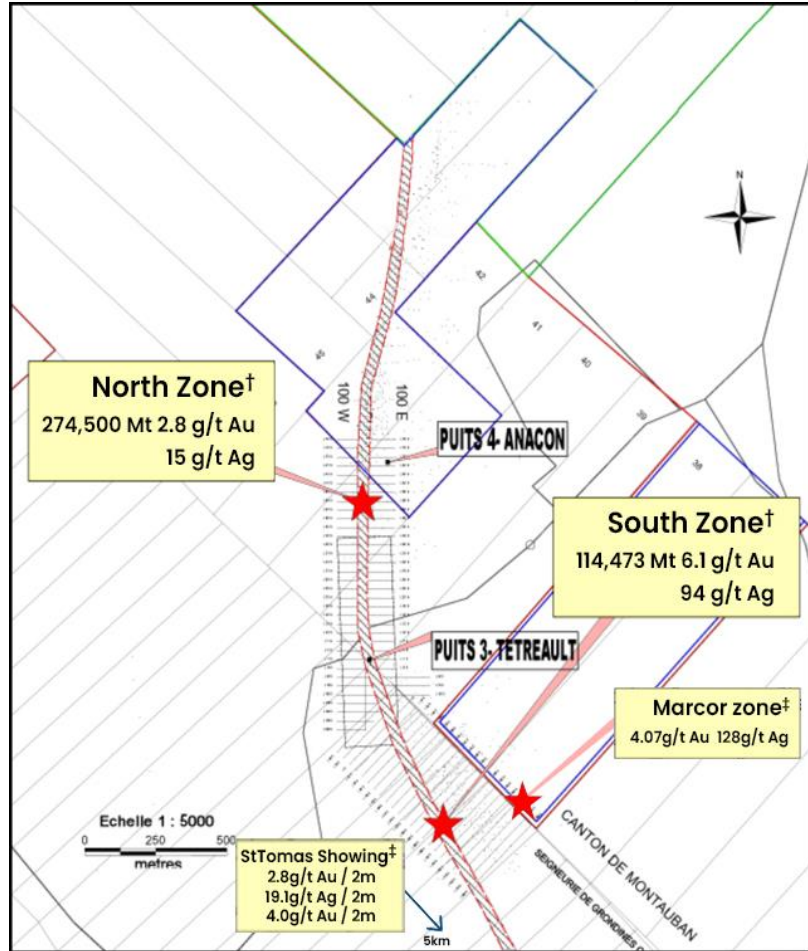 N
42
41
44
40
45
39
38
100 W
100 E
North Zone†
274,500 Mt 2.8 g/t Au
15 g/t Ag
PUITS 4- ANACON
South Zone†
114,473 Mt 6.1 g/t Au
94 g/t Ag
PUITS 3- TETREAULT
Marcor zone‡
4.07g/t Au 128g/t Ag
Echelle 1 : 5000
0 250 500
metres
StTomas Showing‡
2.8g/t Au / 2m
19.1g/t Ag / 2m
4.0g/t Au / 2m
5km
CANTON DE MONTAUBAN
SEIGNEURIE DE GRONDINES